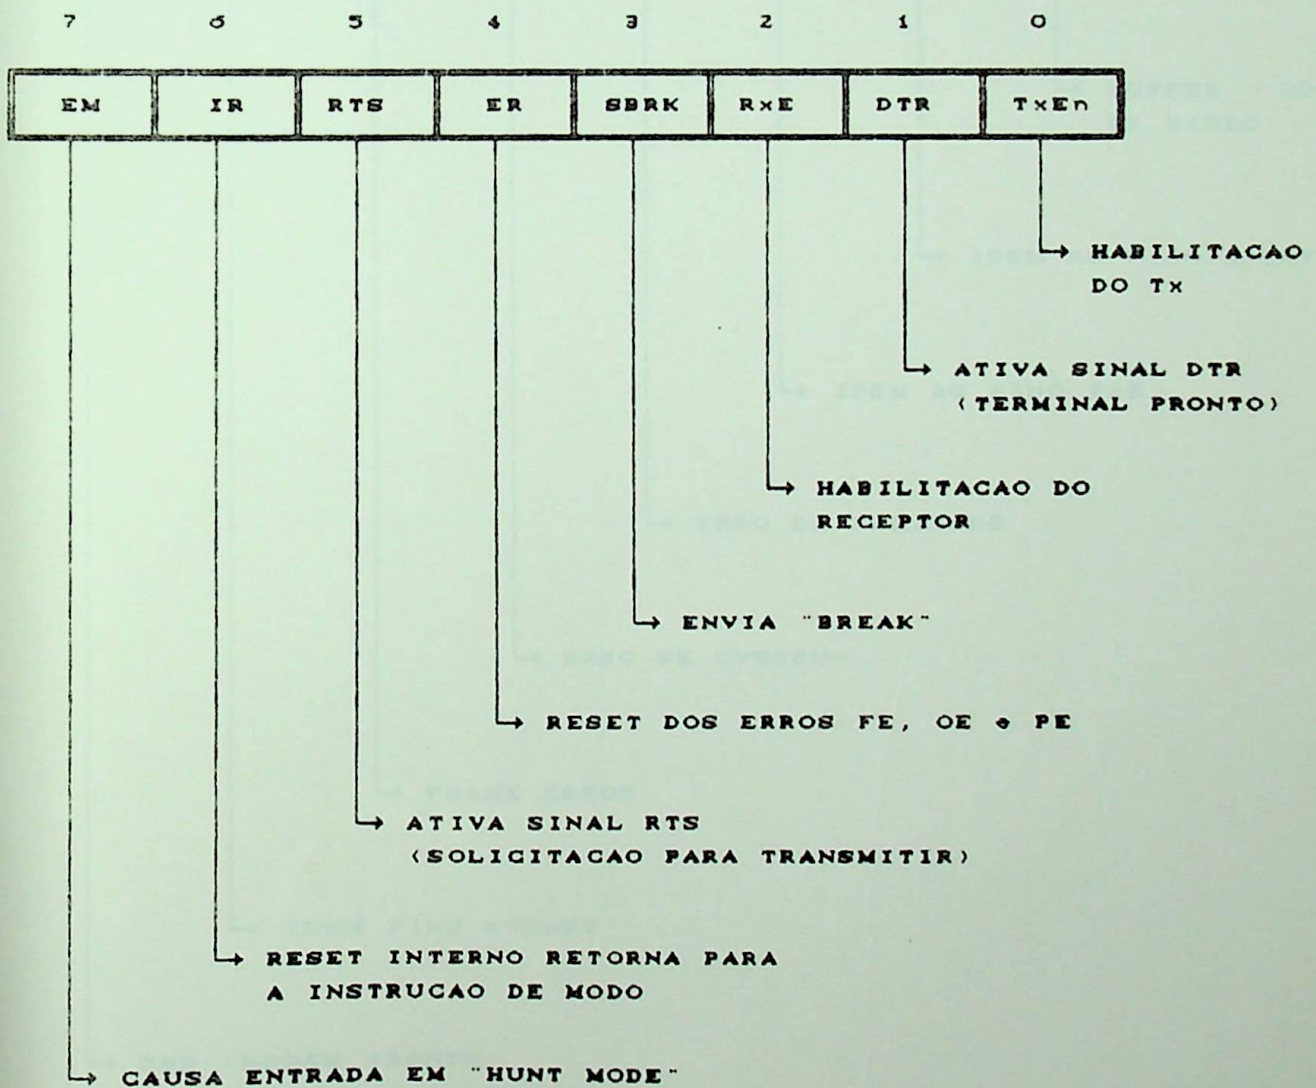 7 6 5 4 3 2 1 0
EM IR RTS ER SBRK RxE DTR TxEn
HABILITACAO
DO Tx
ATIVA SINAL DTR
(TERMINAL PRONTO)
HABILITACAO DO
RECEPTOR
ENVIA "BREAK"
RESET DOS ERROS FE, OE e PE
ATIVA SINAL RTS
(SOLICITACAO PARA TRANSMITIR)
RESET INTERNO RETORNA PARA
A INSTRUCAO DE MODO
CAUSA ENTRADA EM "HUNT MODE"